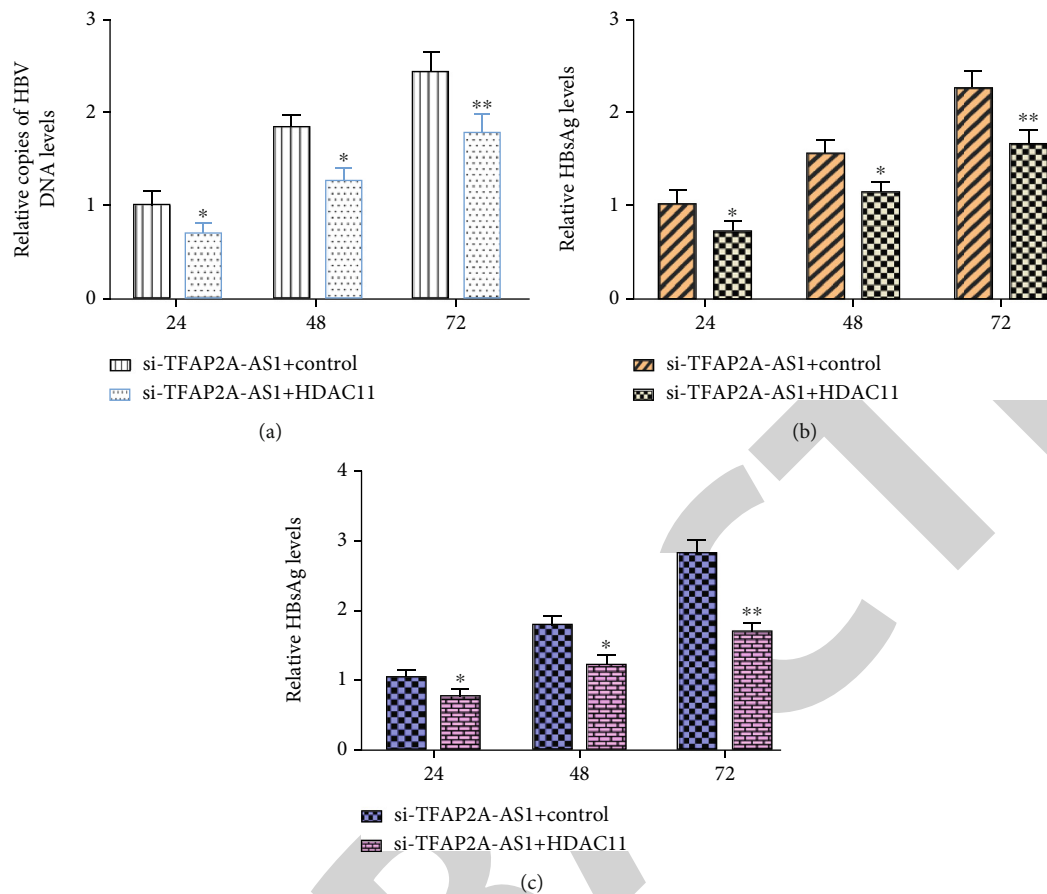 3
2
1
0
Relative copies of HBV
DNA levels
*
*
**
24
48
72
si-TFAP2A-AS1+control
si-TFAP2A-AS1+HDAC11
(a)
3
2
1
0
Relative HBsAg levels
*
*
**
24
48
72
si-TFAP2A-AS1+control
si-TFAP2A-AS1+HDAC11
(b)
4
3
2
1
0
Relative HBsAg levels
*
*
**
24
48
72
si-TFAP2A-AS1+control
si-TFAP2A-AS1+HDAC11
(c)